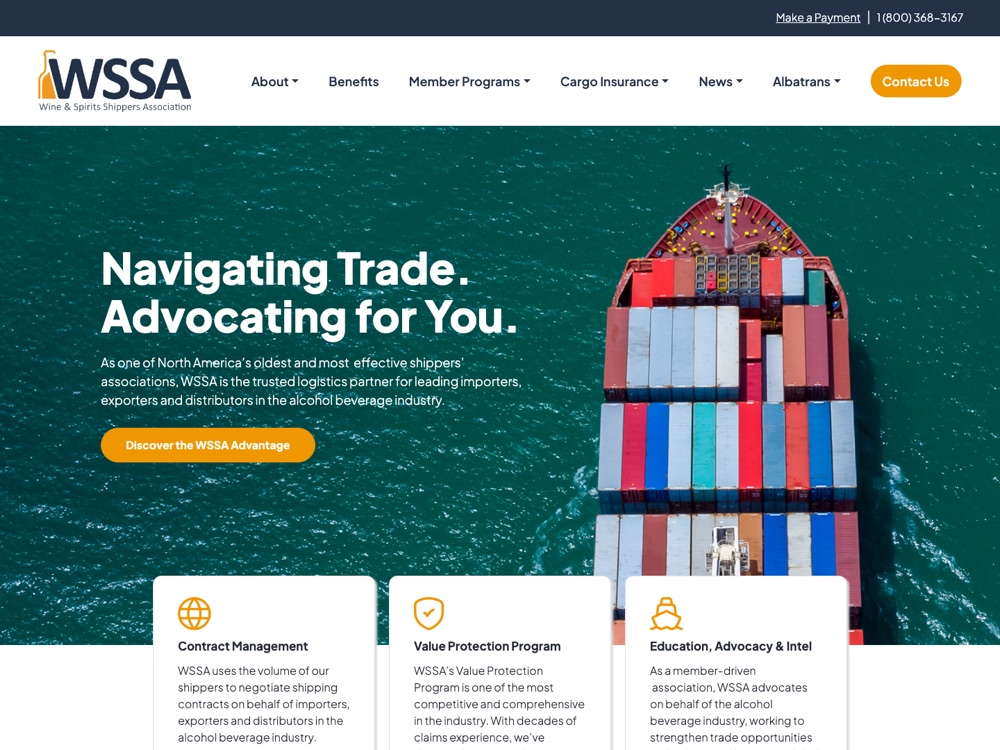 Make a Payment | 1 (800) 368-3167
WSSA
Wine & Spirits Shippers Association
About
Benefits
Member Programs
Cargo Insurance
News
Albatrans
Contact Us
Navigating Trade.
Advocating for You.
As one of North America's oldest and most effective shippers'
associations, WSSA is the trusted logistics partner for leading importers,
exporters and distributors in the alcohol beverage industry.
Discover the WSSA Advantage
Contract Management
WSSA uses the volume of our
shippers to negotiate shipping
contracts on behalf of importers,
exporters and distributors in the
alcohol beverage industry.
Value Protection Program
WSSA's Value Protection
Program is one of the most
competitive and comprehensive
in the industry. With decades of
claims experience, we've
Education, Advocacy & Intel
As a member-driven
association, WSSA advocates
on behalf of the alcohol
beverage industry, working to
strengthen trade opportunities